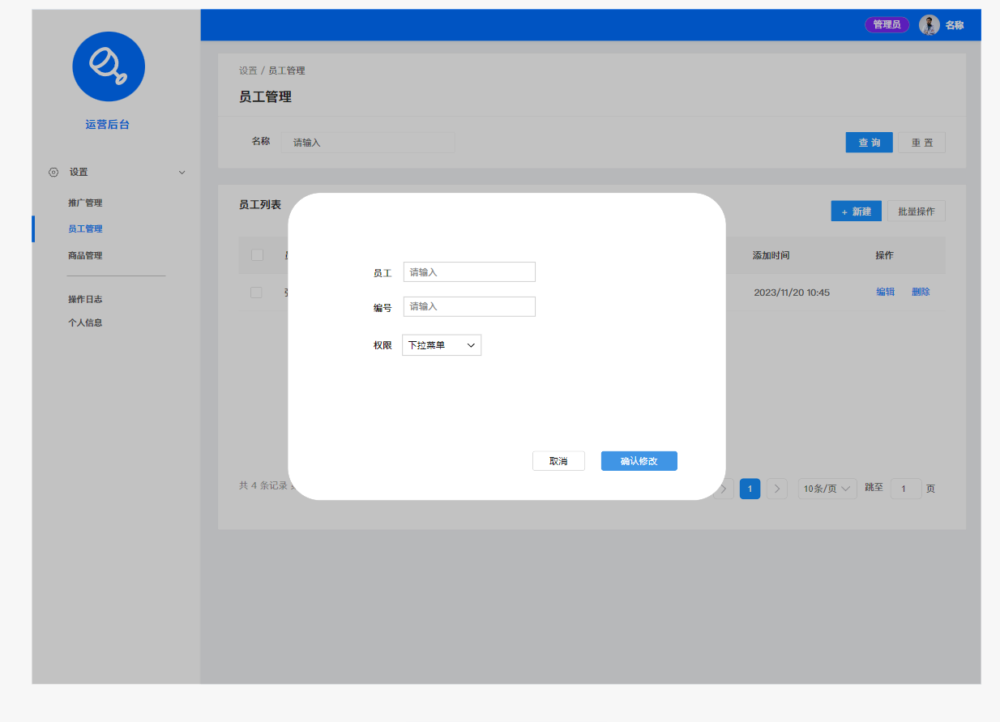 管理员 名称
运营后台
设置
推广管理
员工管理
商品管理
操作日志
个人信息
设置 / 员工管理
员工管理
名称 请输入 查 询 重 置
员工列表
+ 新建 批量操作
添加时间 操作
2023/11/20 10:45 编辑 删除
员工 请输入
编号 请输入
权限 下拉菜单
取消 确认修改
共 4 条记录
1 10条/页 跳至 1 页